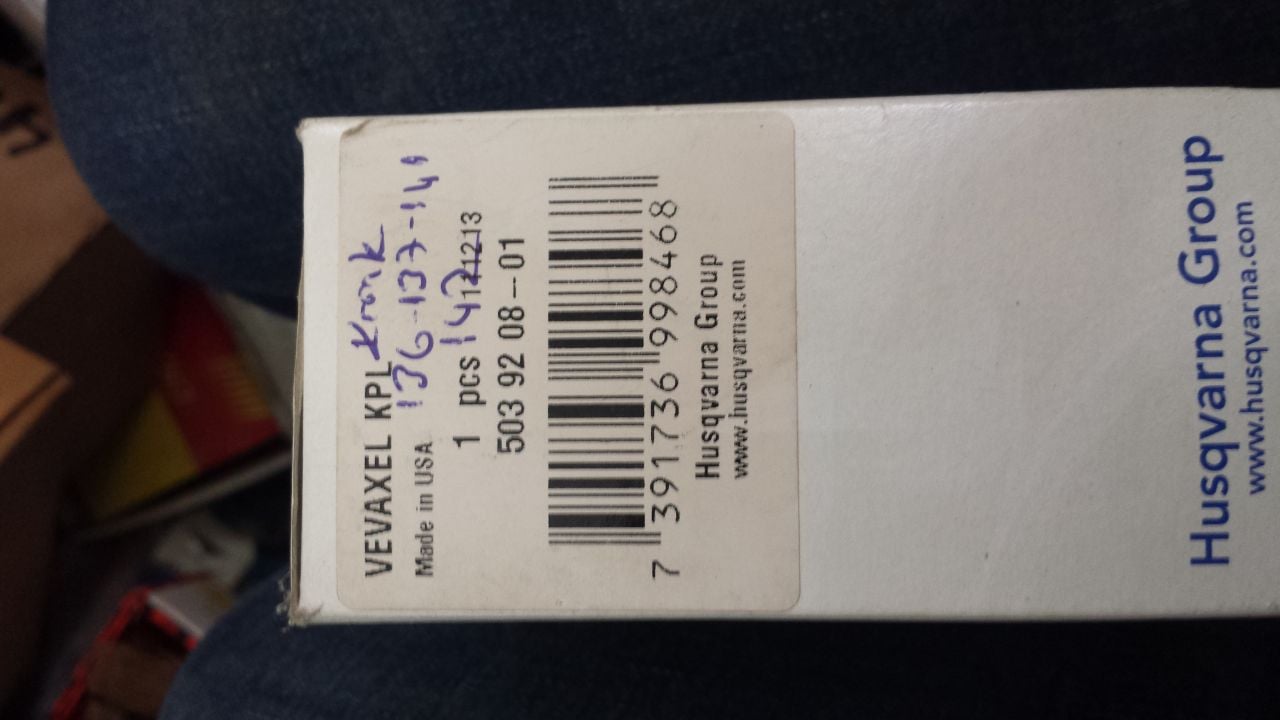 VEVAXEL KPL Krank
Made in USA 136-137-141
1 pcs 142 121213
503 92 08-01
7 391736 998468
Husqvarna Group
www.husqvarna.com
Husqvarna Group
www.husqvarna.com